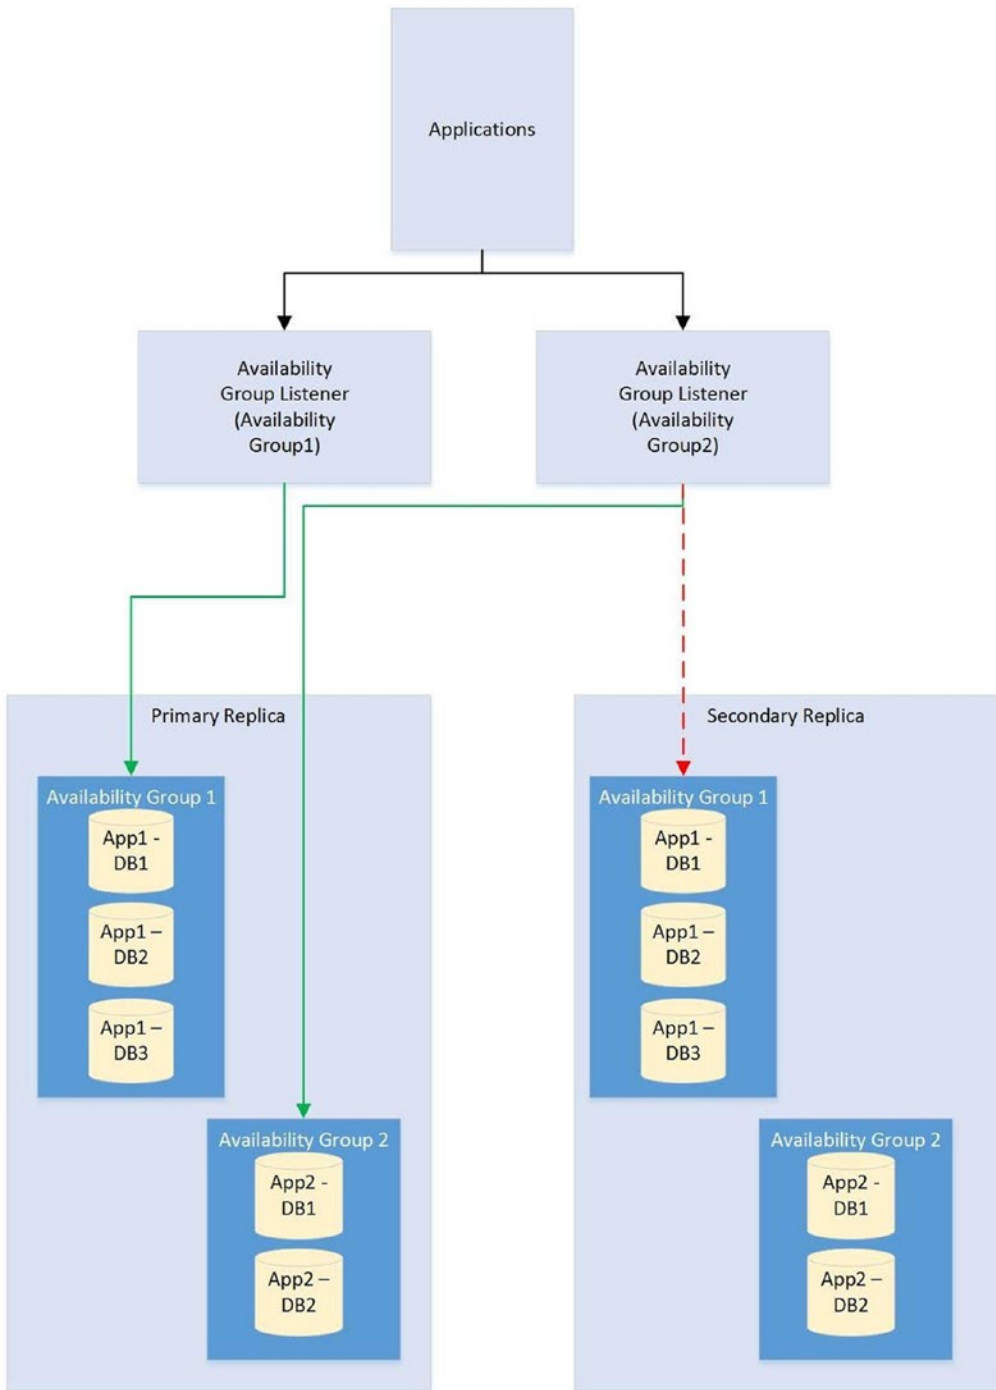 Applications
Availability
Group Listener
(Availability
Group1)
Availability
Group Listener
(Availability
Group2)
Primary Replica
Availability Group 1
App1 -
DB1
App1 –
DB2
App1 –
DB3
Availability Group 2
App2 -
DB1
App2 –
DB2
Secondary Replica
Availability Group 1
App1 -
DB1
App1 –
DB2
App1 –
DB3
Availability Group 2
App2 -
DB1
App2 –
DB2